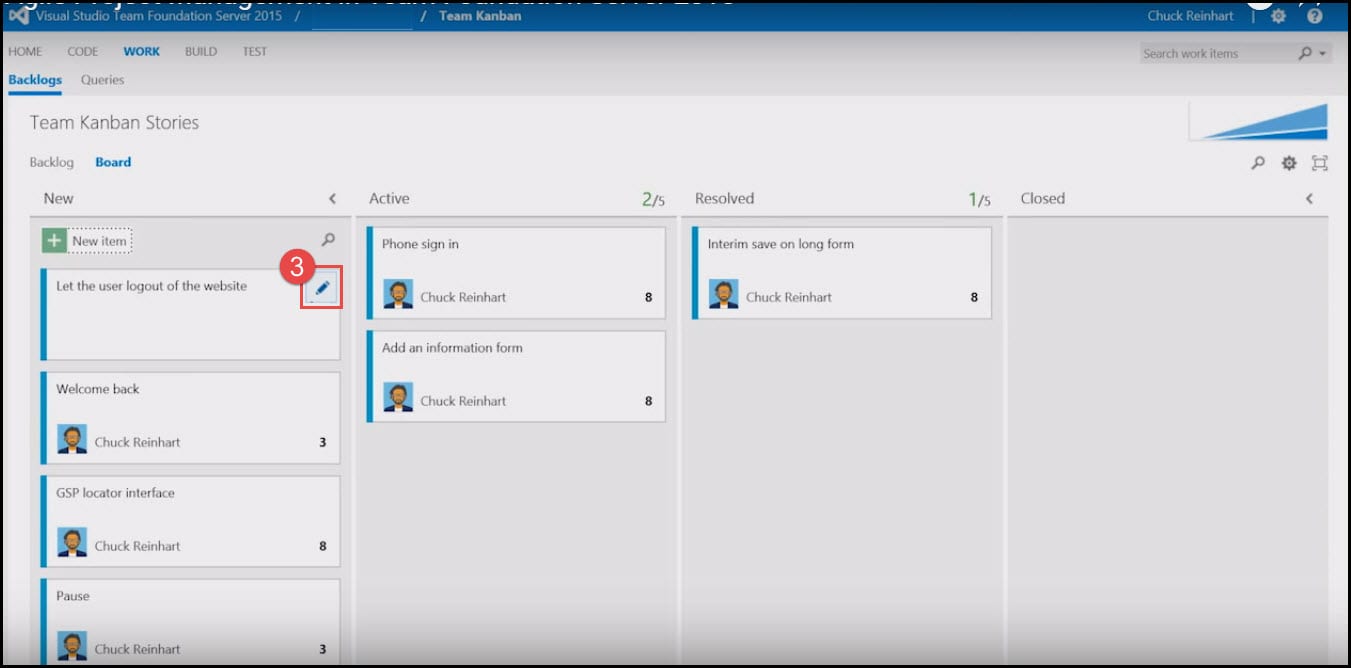 Visual Studio Team Foundation Server 2015 / / Team Kanban Chuck Reinhart |
HOME CODE WORK BUILD TEST Search work items
Backlogs Queries
Team Kanban Stories
Backlog Board
New Active 2/5 Resolved 1/5 Closed
New item
3
Let the user logout of the website
Welcome back
Chuck Reinhart 3
GSP locator interface
Chuck Reinhart 8
Pause
Chuck Reinhart 3
Phone sign in
Chuck Reinhart 8
Add an information form
Chuck Reinhart 8
Interim save on long form
Chuck Reinhart 8